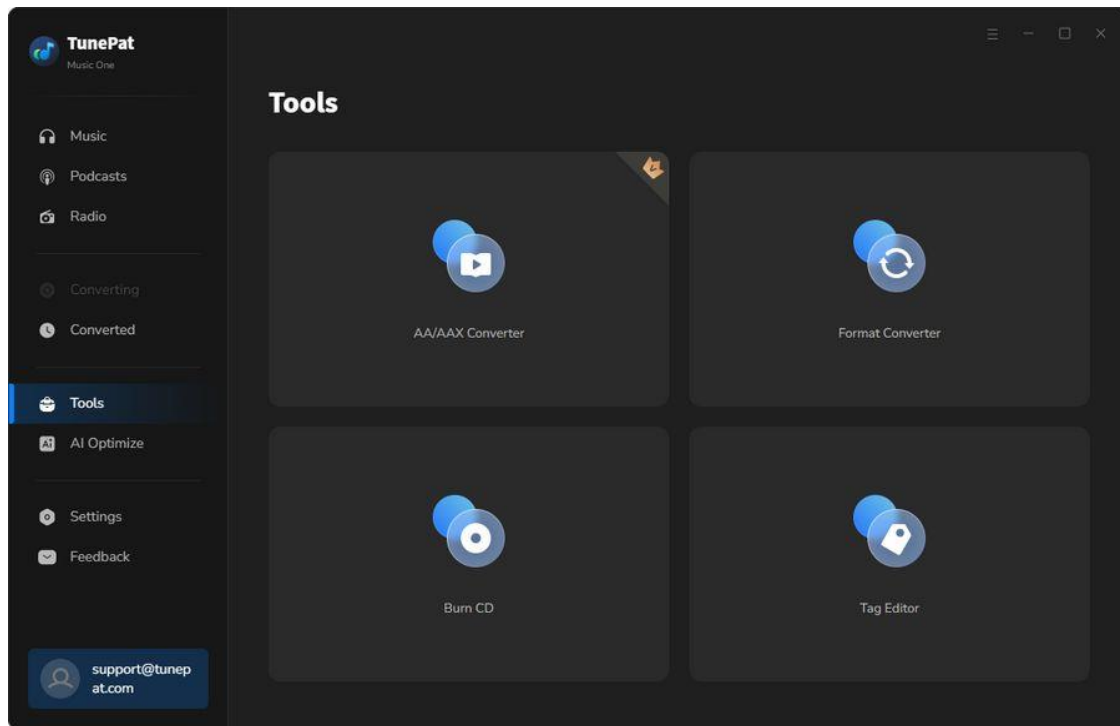 TunePat
Music One
Music
Podcasts
Radio
Converting
Converted
Tools
AI Optimize
Settings
Feedback
support@tunep
at.com
Tools
AA/AAX Converter
Format Converter
Burn CD
Tag Editor